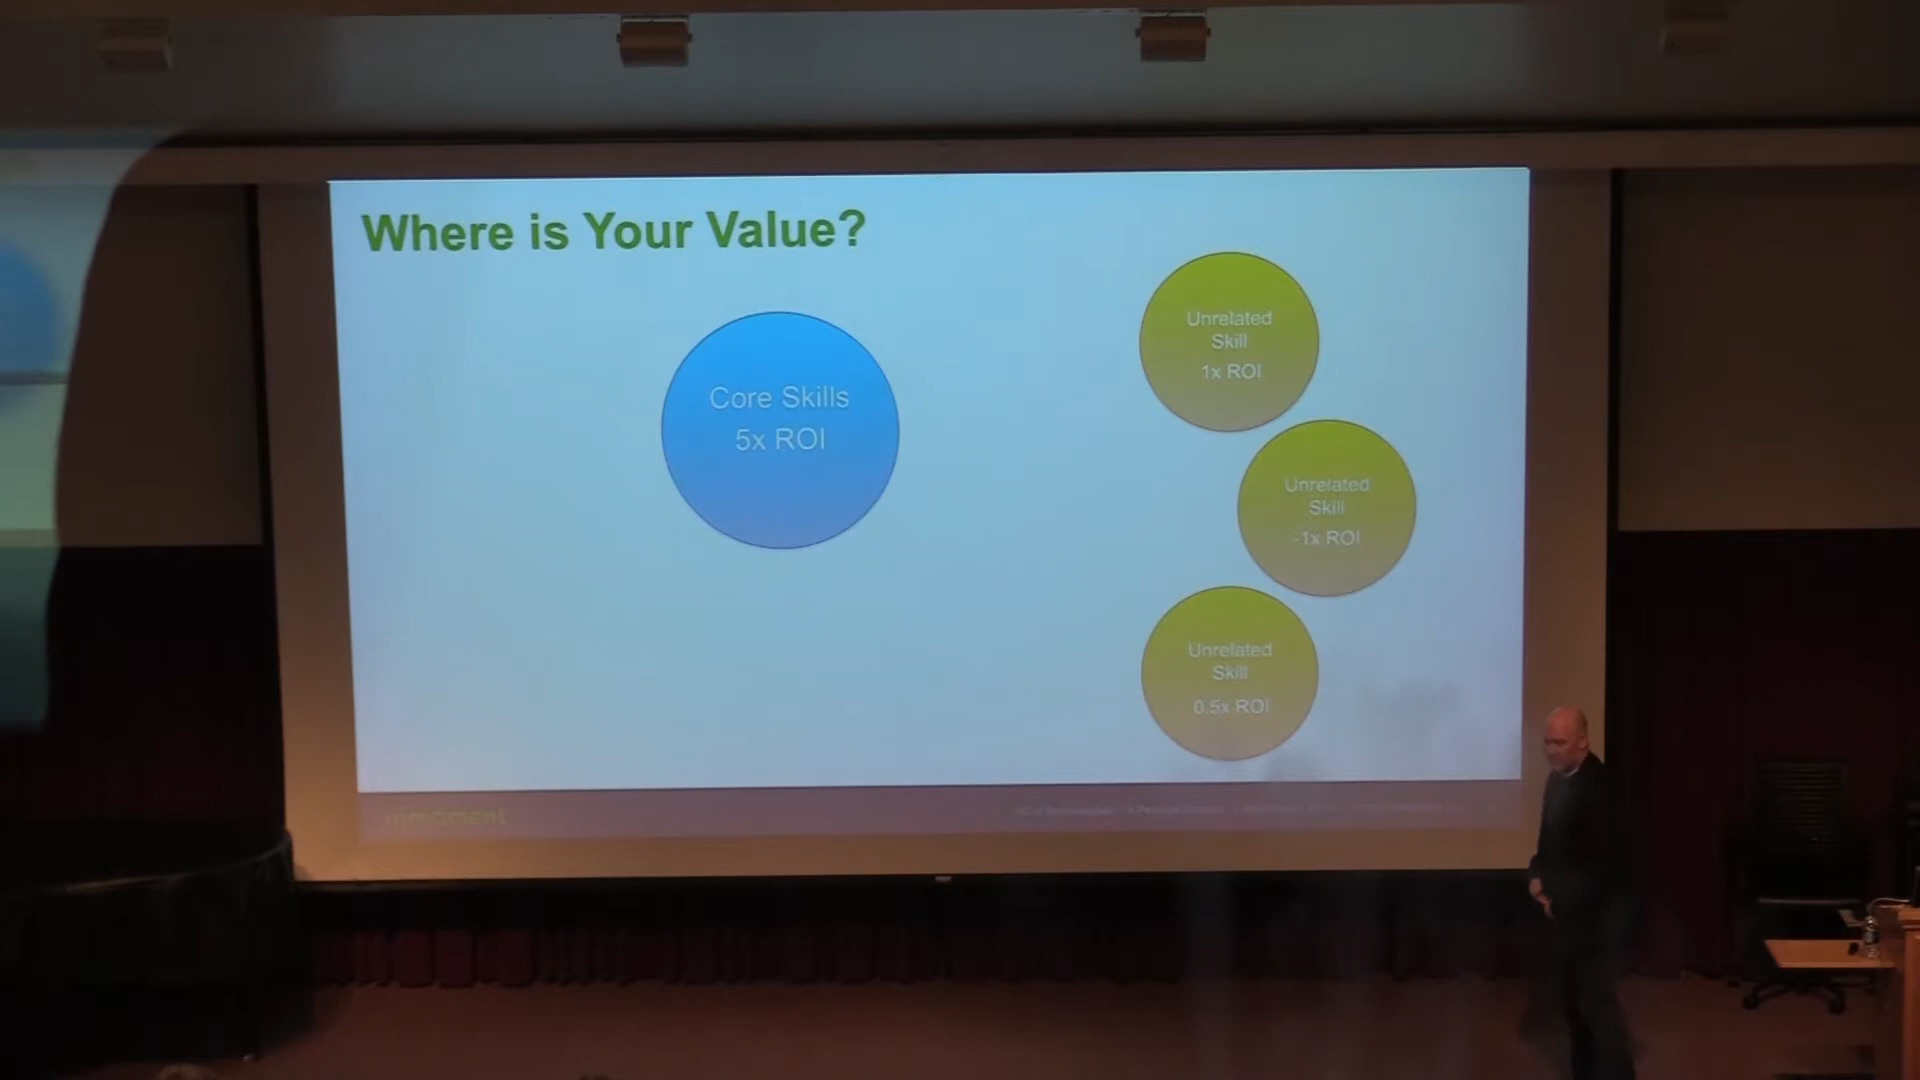 Where is Your Value?
Core Skills
5x ROI
Unrelated
Skill
1x ROI
Unrelated
Skill
-1x ROI
Unrelated
Skill
0.5x ROI
inmoment